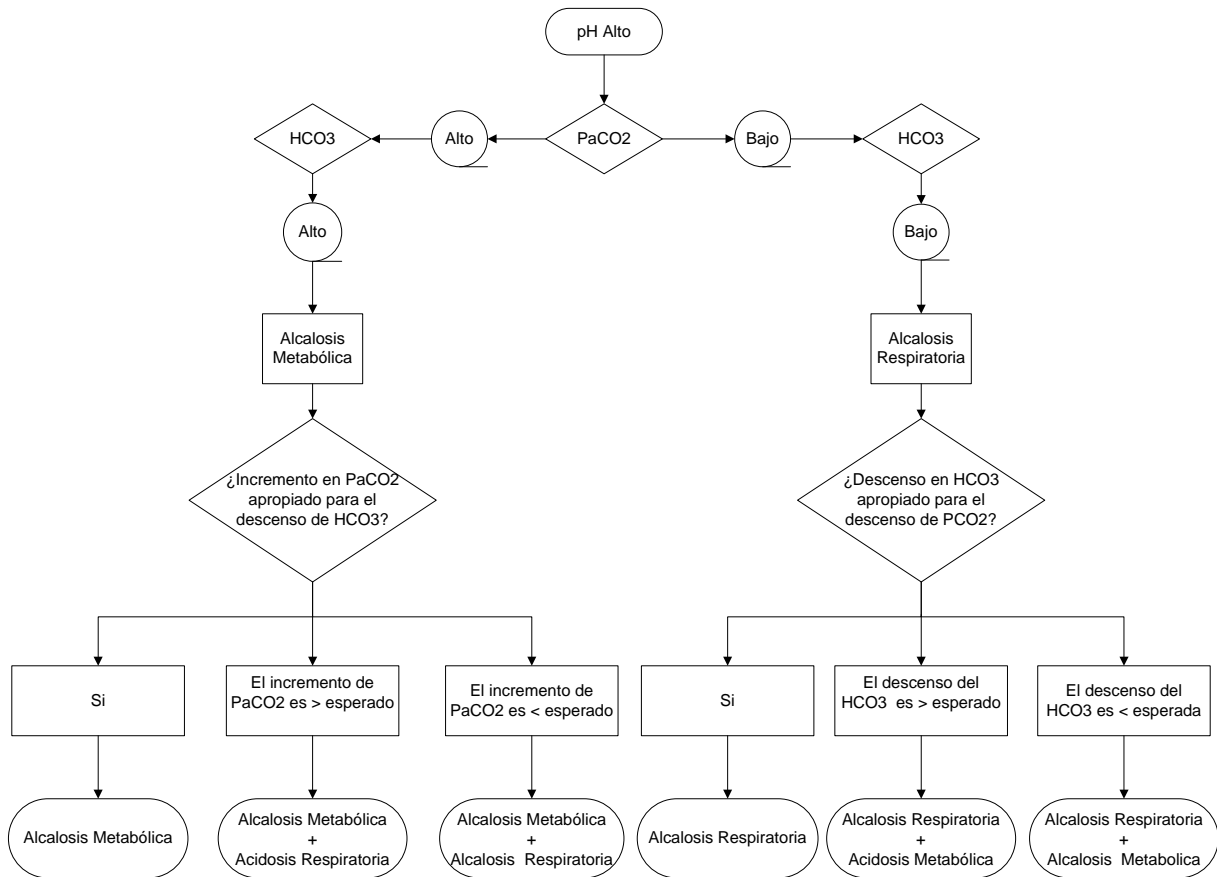 pH Alto
HCO3
Alto
PaCO2
Bajo
HCO3
Alto
Bajo
Alcalosis
Metabólica
Alcalosis
Respiratoria
¿Incremento en PaCO2
apropiado para el
descenso de HCO3?
¿Descenso en HCO3
apropiado para el
descenso de PCO2?
Si
El incremento de
PaCO2 es > esperado
El incremento de
PaCO2 es < esperado
Si
El descenso del
HCO3 es > esperado
El descenso del
HCO3 es < esperada
Alcalosis Metabólica
Alcalosis Metabólica
+
Acidosis Respiratoria
Alcalosis Metabólica
+
Alcalosis Respiratoria
Alcalosis Respiratoria
Alcalosis Respiratoria
+
Acidosis Metabólica
Alcalosis Respiratoria
+
Alcalosis Metabolica